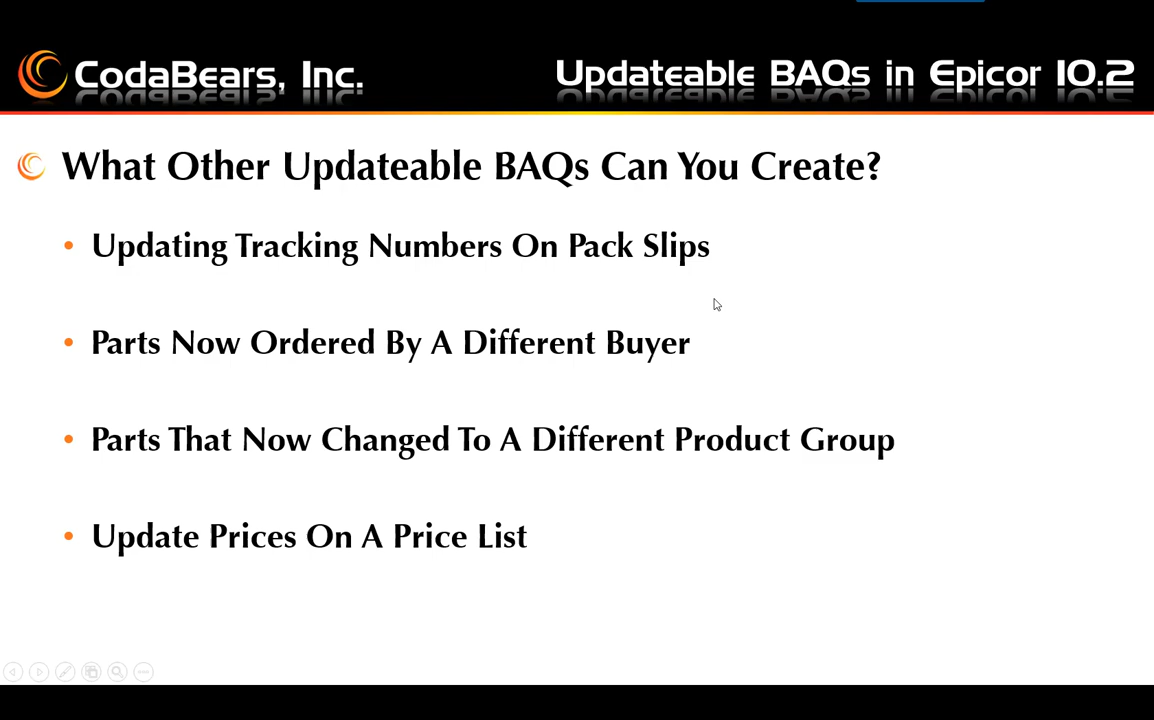 CodaBears, Inc.
Updateable BAQs in Epicor 10.2
What Other Updateable BAQs Can You Create?
• Updating Tracking Numbers On Pack Slips
• Parts Now Ordered By A Different Buyer
• Parts That Now Changed To A Different Product Group
• Update Prices On A Price List